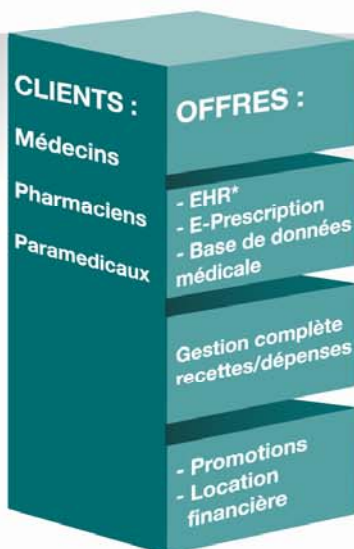 CLIENTS :
Médecins
Pharmaciens
Paramedicaux
OFFRES :
- EHR*
- E-Prescription
- Base de données
médicale
Gestion complète
recettes/dépenses
- Promotions
- Location
financière